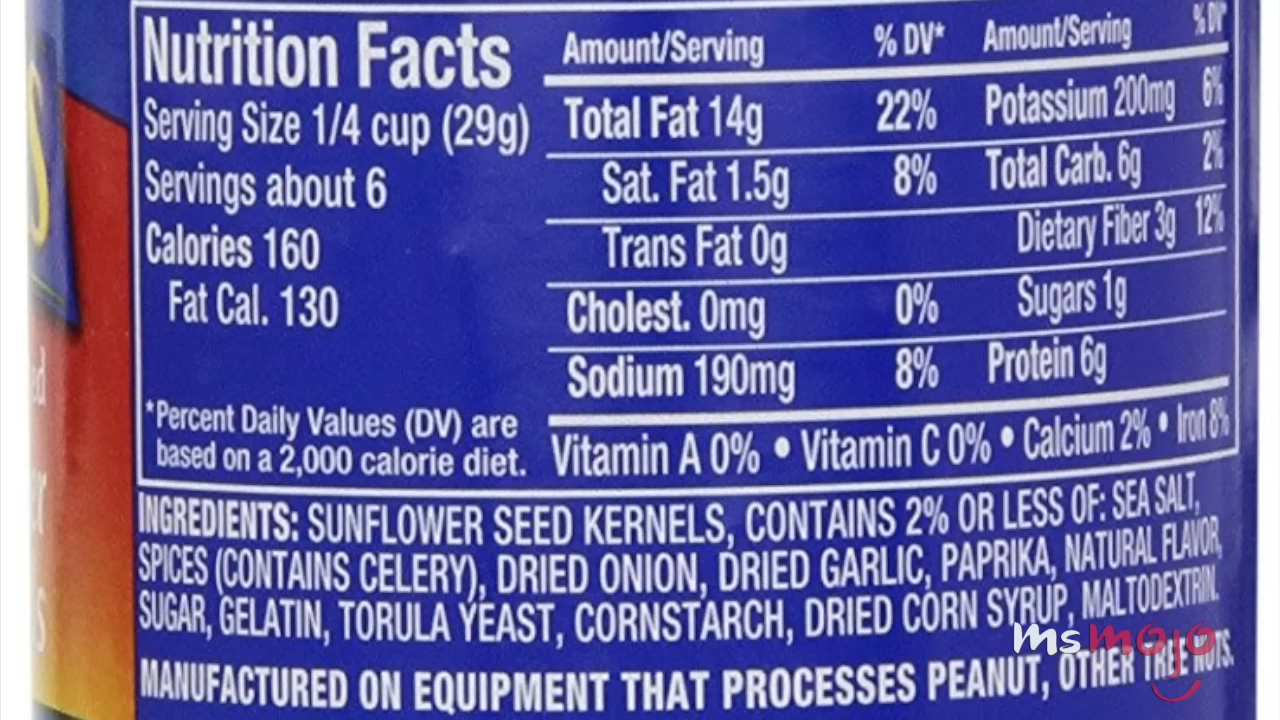 Nutrition Facts
Serving Size 1/4 cup (29g)
Servings about 6
Calories 160
Fat Cal. 130
*Percent Daily Values (DV) are
based on a 2,000 calorie diet.
Amount/Serving % DV*
Total Fat 14g 22%
Sat. Fat 1.5g 8%
Trans Fat 0g
Cholest. 0mg 0%
Sodium 190mg 8%
Amount/Serving % DV*
Potassium 200mg 6%
Total Carb. 6g 2%
Dietary Fiber 3g 12%
Sugars 1g
Protein 6g
Vitamin A 0% • Vitamin C 0% • Calcium 2% • Iron 8%
INGREDIENTS: SUNFLOWER SEED KERNELS, CONTAINS 2% OR LESS OF: SEA SALT,
SPICES (CONTAINS CELERY), DRIED ONION, DRIED GARLIC, PAPRIKA, NATURAL FLAVOR,
SUGAR, GELATIN, TORULA YEAST, CORNSTARCH, DRIED CORN SYRUP, MALTODEXTRIN.
MANUFACTURED ON EQUIPMENT THAT PROCESSES PEANUT, OTHER TREE NUTS.
msmojo